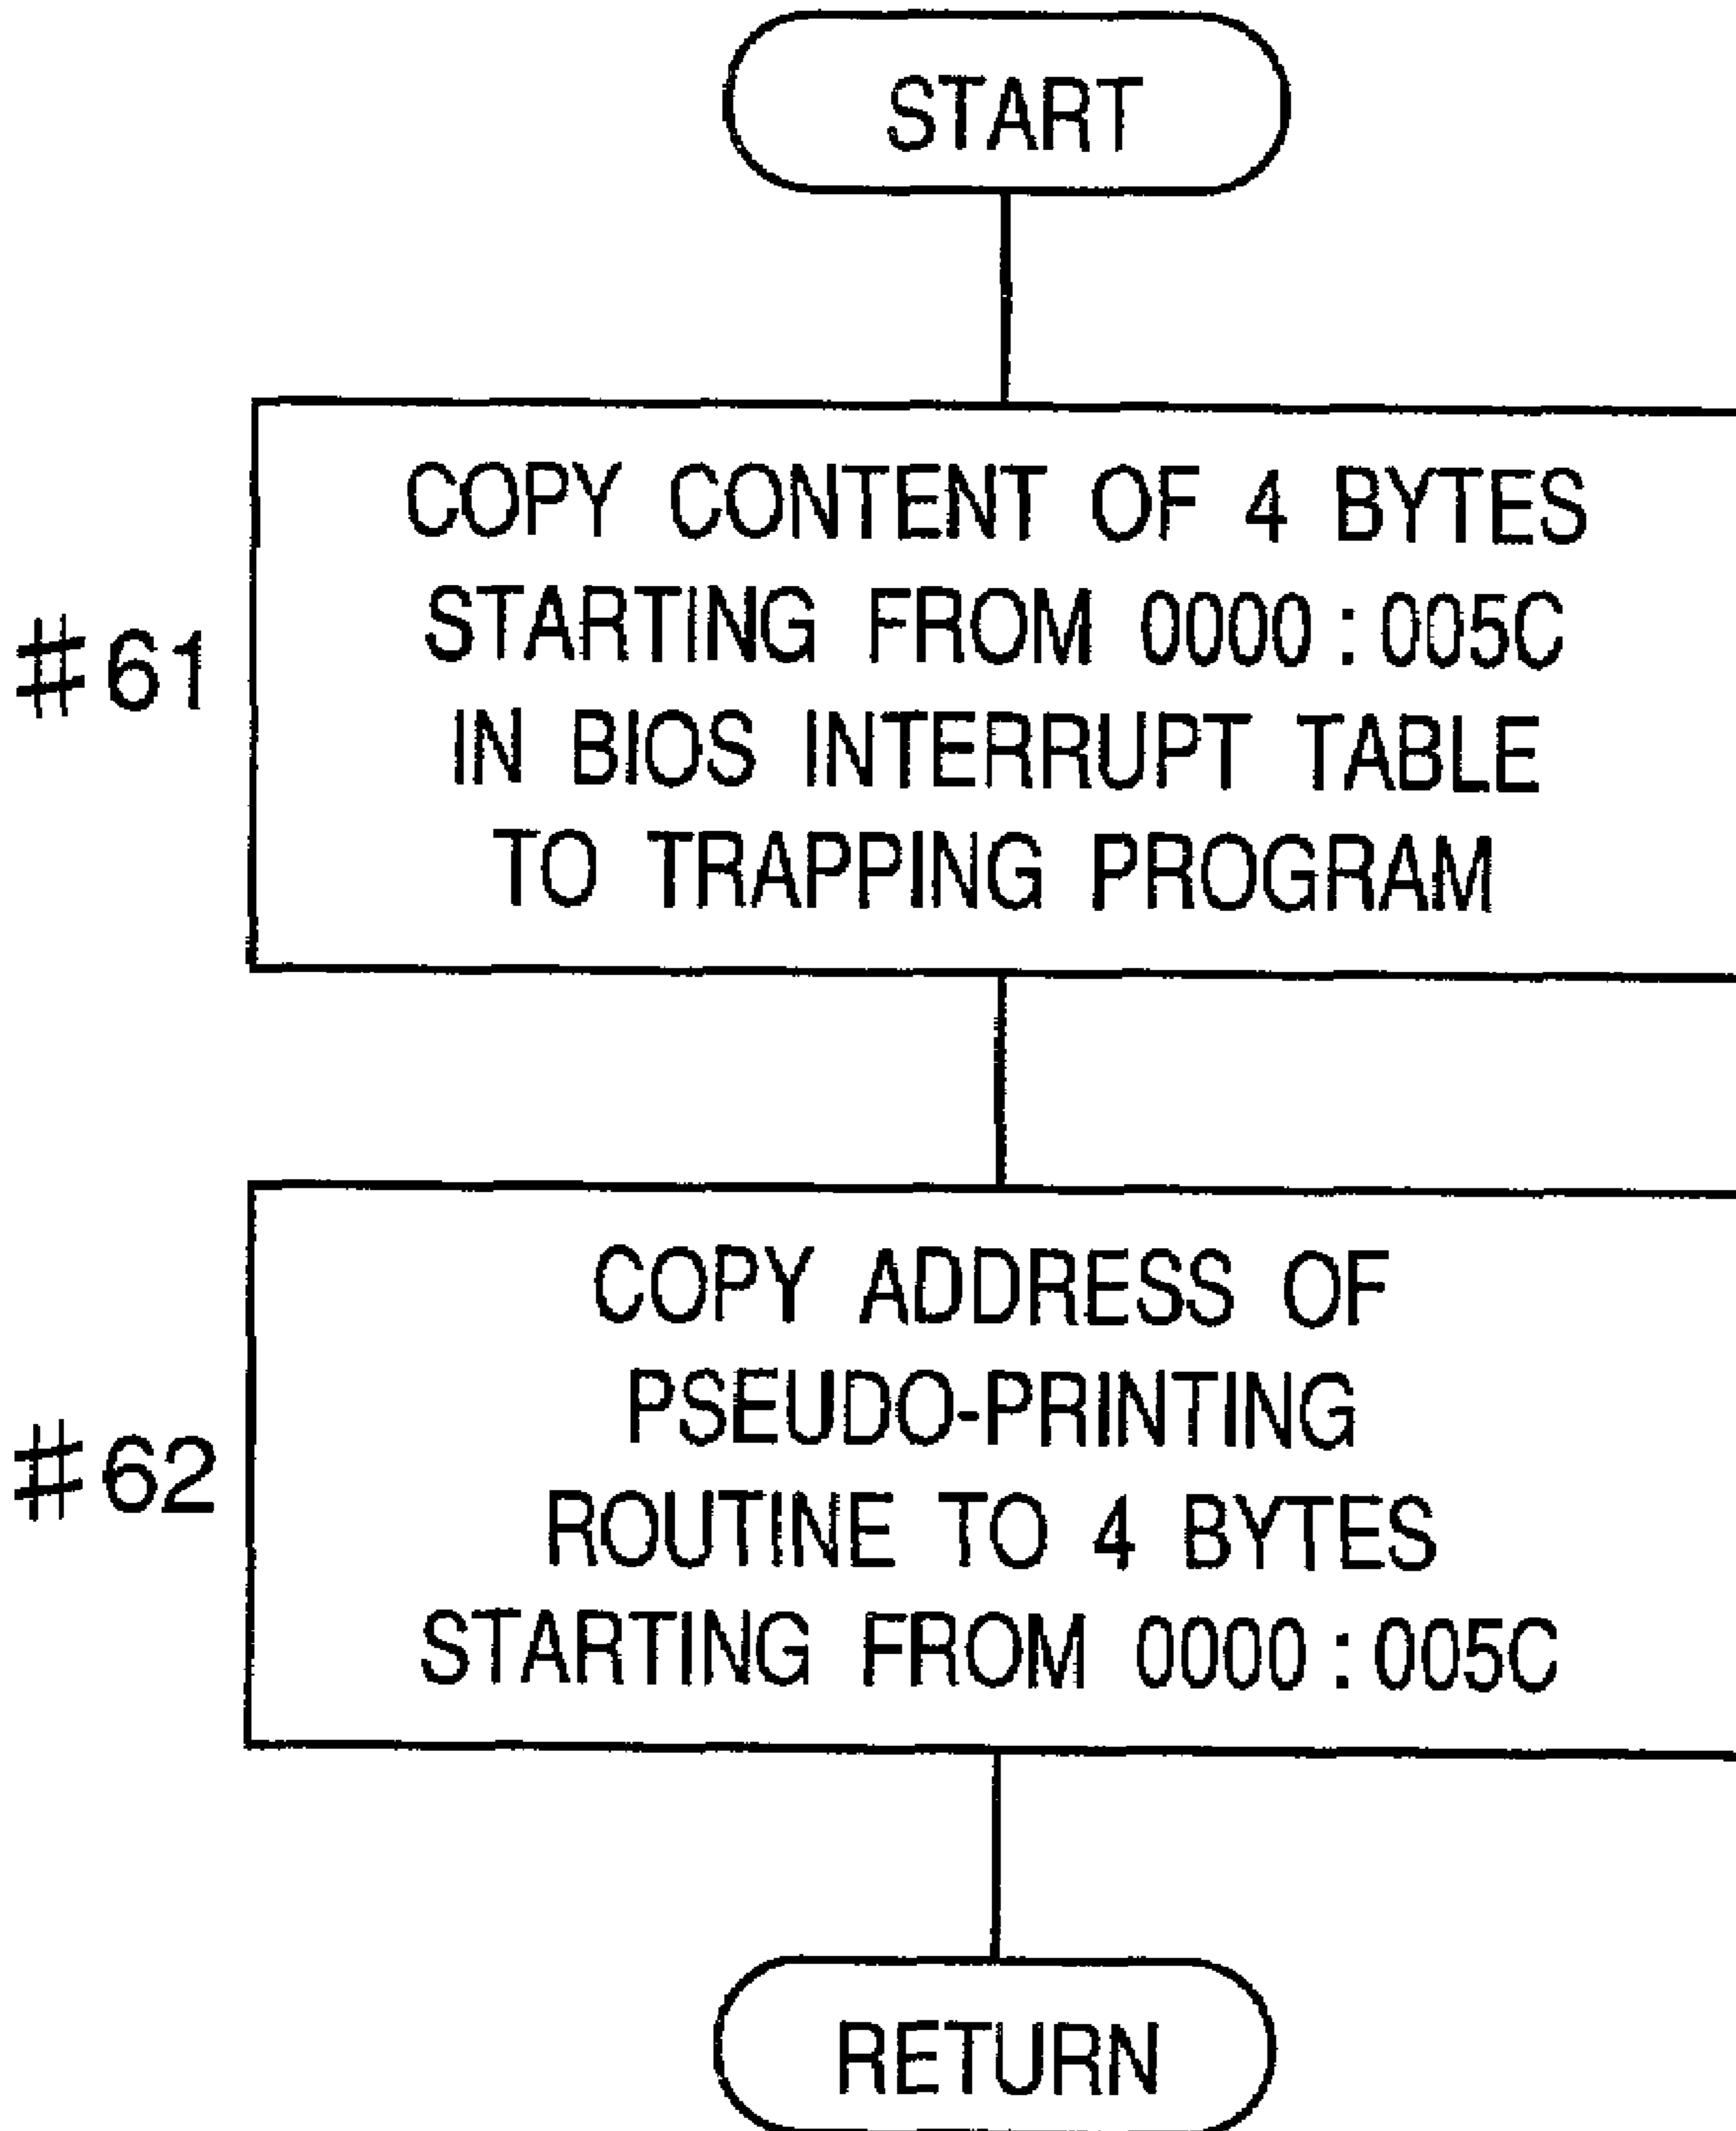 START
#61
COPY CONTENT OF 4 BYTES
STARTING FROM 0000:005C
IN BIOS INTERRUPT TABLE
TO TRAPPING PROGRAM
#62
COPY ADDRESS OF
PSEUDO-PRINTING
ROUTINE TO 4 BYTES
STARTING FROM 0000:005C
RETURN